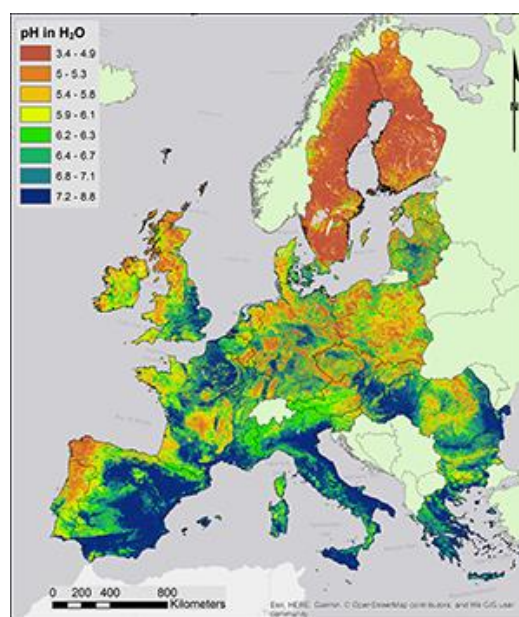 pH in H₂O
3.4 - 4.9
5 - 5.3
5.4 - 5.8
5.9 - 6.1
6.2 - 6.3
6.4 - 6.7
6.8 - 7.1
7.2 - 8.8
N
0 200 400 800
Kilometers
Esri, HERE, Garmin, © OpenStreetMap contributors, and the GIS user
community